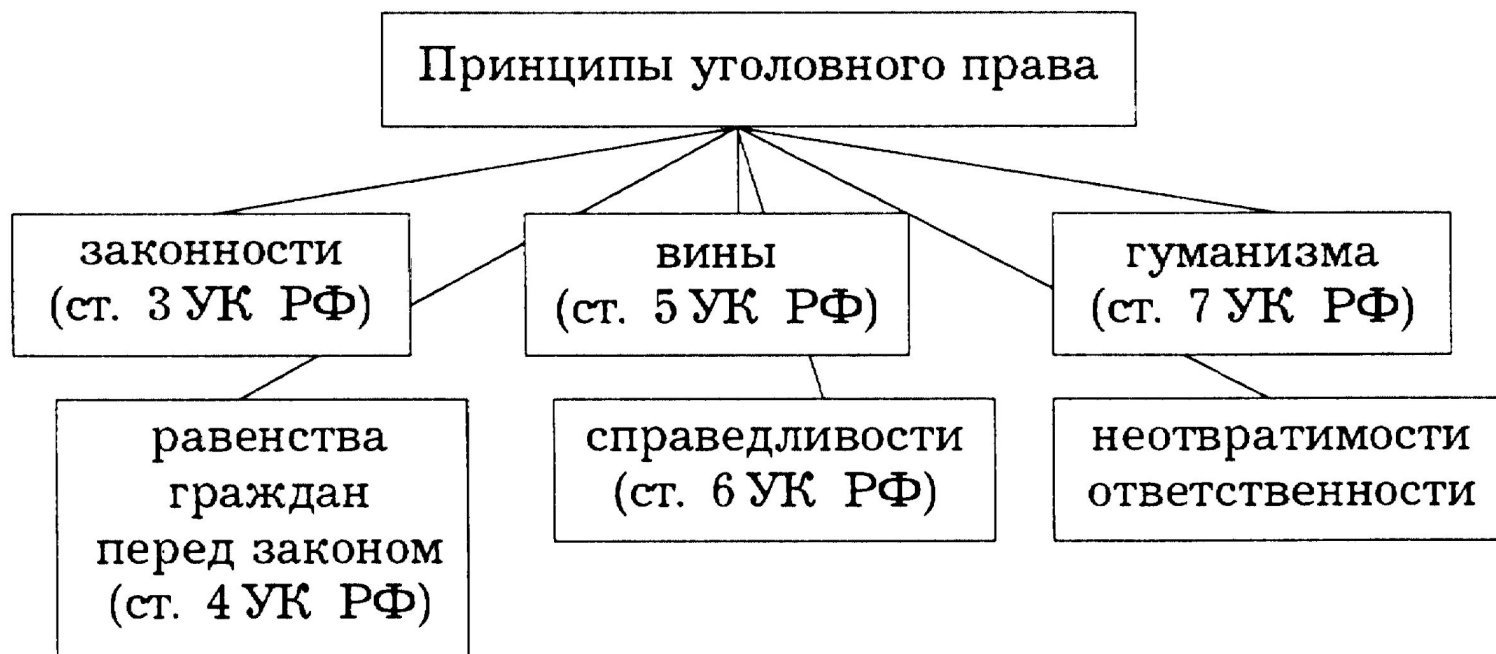 Принципы уголовного права
законности
(ст. 3 УК РФ)
вины
(ст. 5 УК РФ)
гуманизма
(ст. 7 УК РФ)
равенства
граждан
перед законом
(ст. 4 УК РФ)
справедливости
(ст. 6 УК РФ)
неотвратимости
ответственности